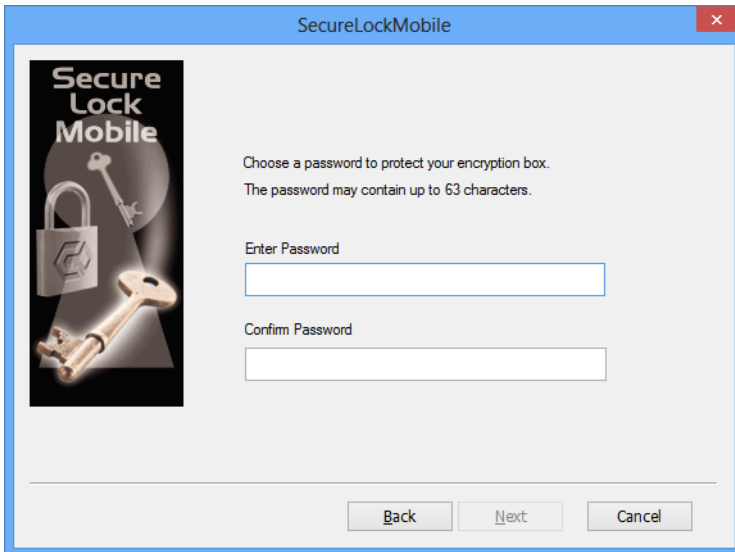 SecureLockMobile
Secure
Lock
Mobile
Choose a password to protect your encryption box.
The password may contain up to 63 characters.
Enter Password
Confirm Password
Back
Next
Cancel